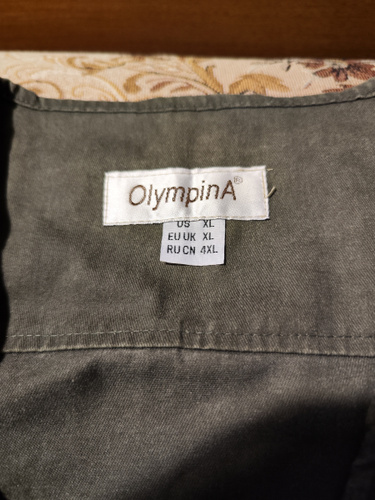 OlympinA®
US XL
EU UK XL
RU CN 4XL